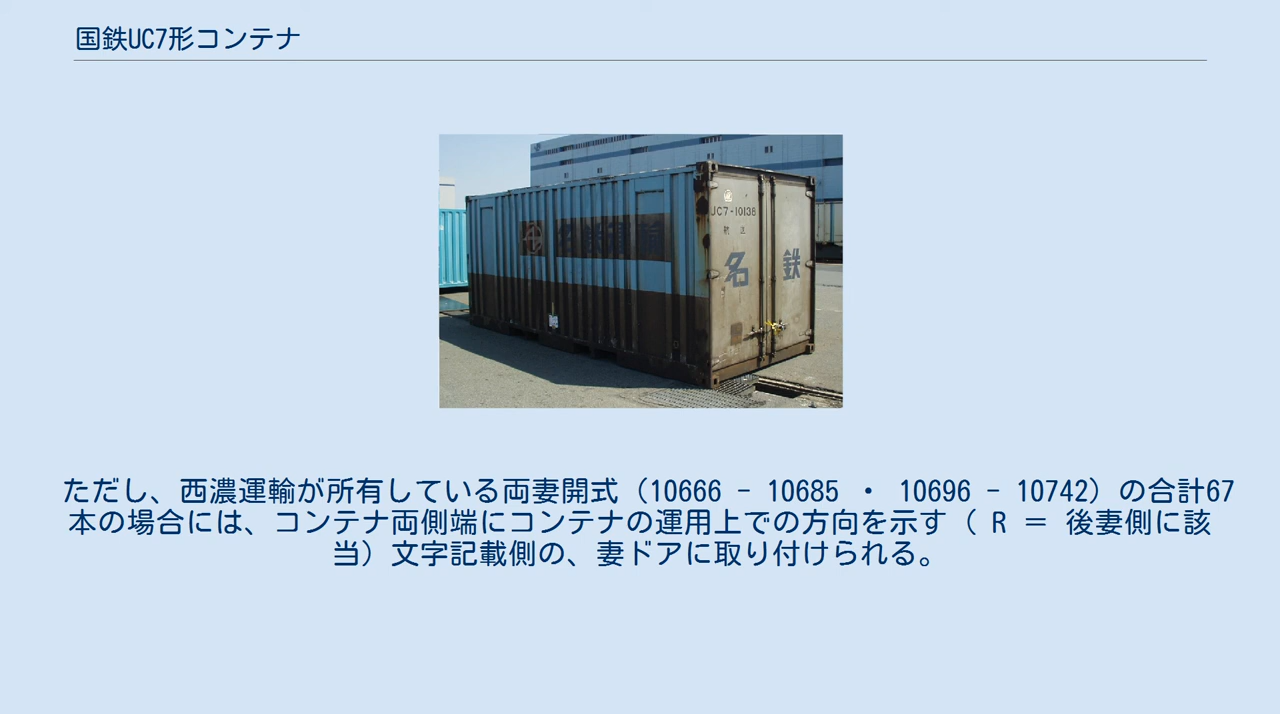 国鉄UC7形コンテナ
UC7-10138
名 鉄
ただし、西濃運輸が所有している両妻開式（10666 - 10685 ・ 10696 - 10742）の合計67
本の場合には、コンテナ両側端にコンテナの運用上での方向を示す（ R ＝ 後妻側に該
当）文字記載側の、妻ドアに取り付けられる。